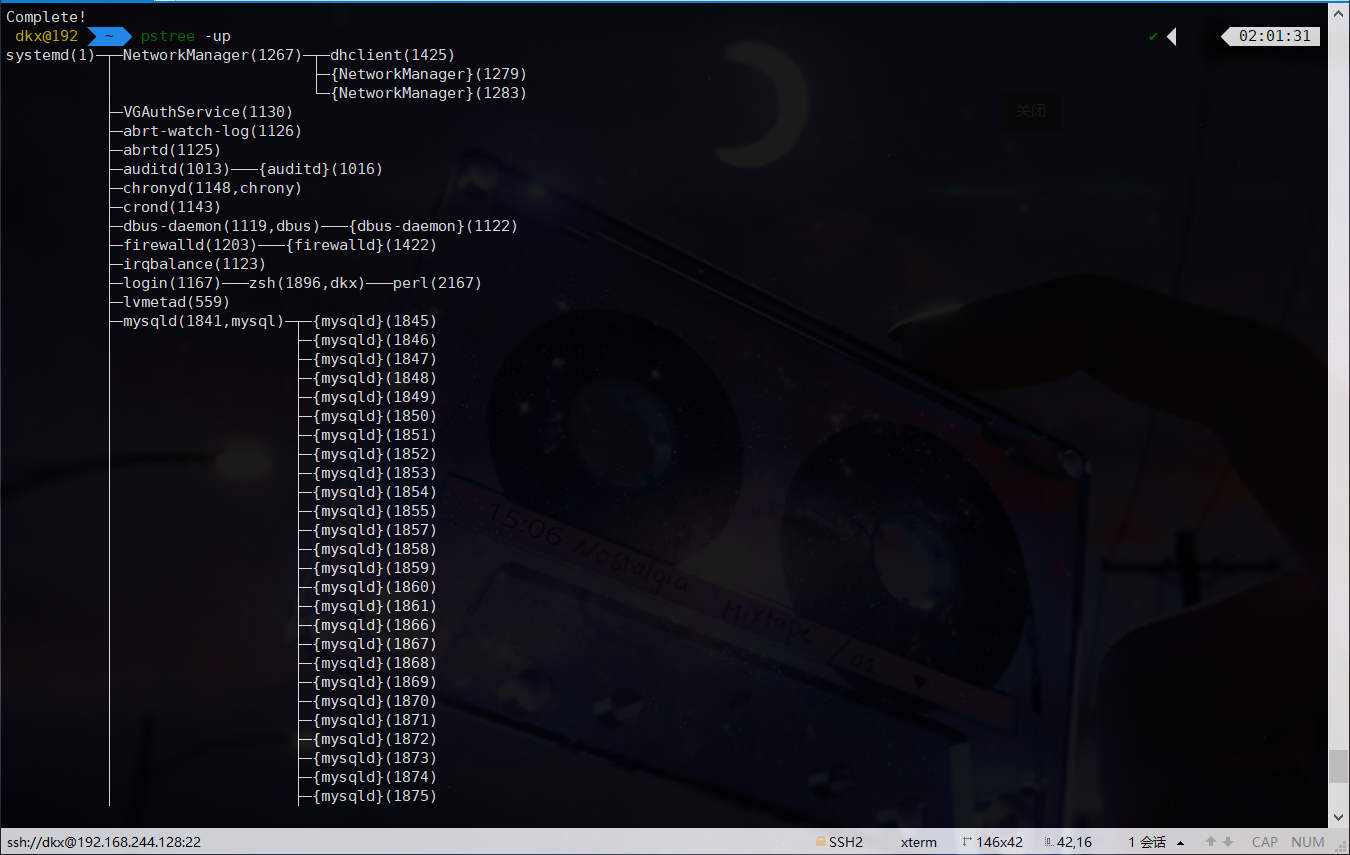 Complete!
dkx@192 ~ pstree -up ✔ 02:01:31
systemd(1)─┬─NetworkManager(1267)─┬─dhclient(1425)
├─{NetworkManager}(1279)
└─{NetworkManager}(1283)
├─VGAuthService(1130)
├─abrt-watch-log(1126)
├─abrtd(1125)
├─auditd(1013)───{auditd}(1016)
├─chronyd(1148,chrony)
├─crond(1143)
├─dbus-daemon(1119,dbus)───{dbus-daemon}(1122)
├─firewalld(1203)───{firewalld}(1422)
├─irqbalance(1123)
├─login(1167)───zsh(1896,dkx)───perl(2167)
├─lvmetad(559)
├─mysqld(1841,mysql)─┬─{mysqld}(1845)
├─{mysqld}(1846)
├─{mysqld}(1847)
├─{mysqld}(1848)
├─{mysqld}(1849)
├─{mysqld}(1850)
├─{mysqld}(1851)
├─{mysqld}(1852)
├─{mysqld}(1853)
├─{mysqld}(1854)
├─{mysqld}(1855)
├─{mysqld}(1857)
├─{mysqld}(1858)
├─{mysqld}(1859)
├─{mysqld}(1860)
├─{mysqld}(1861)
├─{mysqld}(1866)
├─{mysqld}(1867)
├─{mysqld}(1868)
├─{mysqld}(1869)
├─{mysqld}(1870)
├─{mysqld}(1871)
├─{mysqld}(1872)
├─{mysqld}(1873)
├─{mysqld}(1874)
├─{mysqld}(1875)
关闭
15:06 Nostalgia Mixtape 01 ♥
ssh://dkx@192.168.244.128:22 SSH2 xterm 146x42 42,16 1 会话 CAP NUM